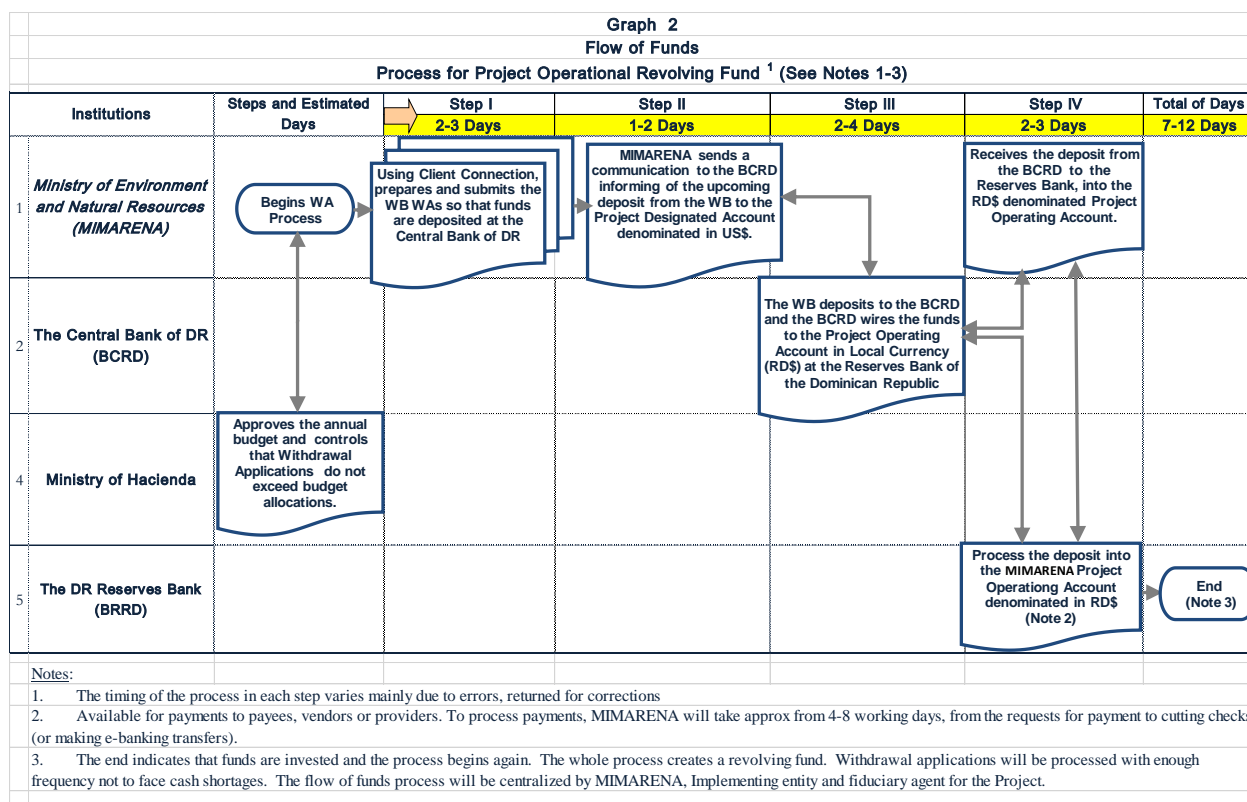 Graph 2
Flow of Funds
Process for Project Operational Revolving Fund 1 (See Notes 1-3)
Institutions
Steps and Estimated
Days
Step I
Step II
Step III
Step IV
Total of Days
2-3 Days
1-2 Days
2-4 Days
2-3 Days
7-12 Days
1
Ministry of Environment
and Natural Resources
(MIMARENA)
Begins WA
Process
Using Client Connection,
prepares and submits the
WB WAs so that funds
are deposited at the
Central Bank of DR
MIMARENA sends a
communication to the BCRD
informing of the upcoming
deposit from the WB to the
Project Designated Account
denominated in US$.
Receives the deposit from
the BCRD to the
Reserves Bank, into the
RD$ denominated Project
Operating Account.
2
The Central Bank of DR
(BCRD)
The WB deposits to the BCRD
and the BCRD wires the funds
to the Project Operating
Account in Local Currency
(RD$) at the Reserves Bank of
the Dominican Republic
4
Ministry of Hacienda
Approves the annual
budget and controls
that Withdrawal
Applications do not
exceed budget
allocations.
5
The DR Reserves Bank
(BRRD)
Process the deposit into
the MIMARENA Project
Operationg Account
denominated in RD$
(Note 2)
End
(Note 3)
Notes:
1. The timing of the process in each step varies mainly due to errors, returned for corrections
2. Available for payments to payees, vendors or providers. To process payments, MIMARENA will take approx from 4-8 working days, from the requests for payment to cutting checks
(or making e-banking transfers).
3. The end indicates that funds are invested and the process begins again. The whole process creates a revolving fund. Withdrawal applications will be processed with enough
frequency not to face cash shortages. The flow of funds process will be centralized by MIMARENA, Implementing entity and fiduciary agent for the Project.